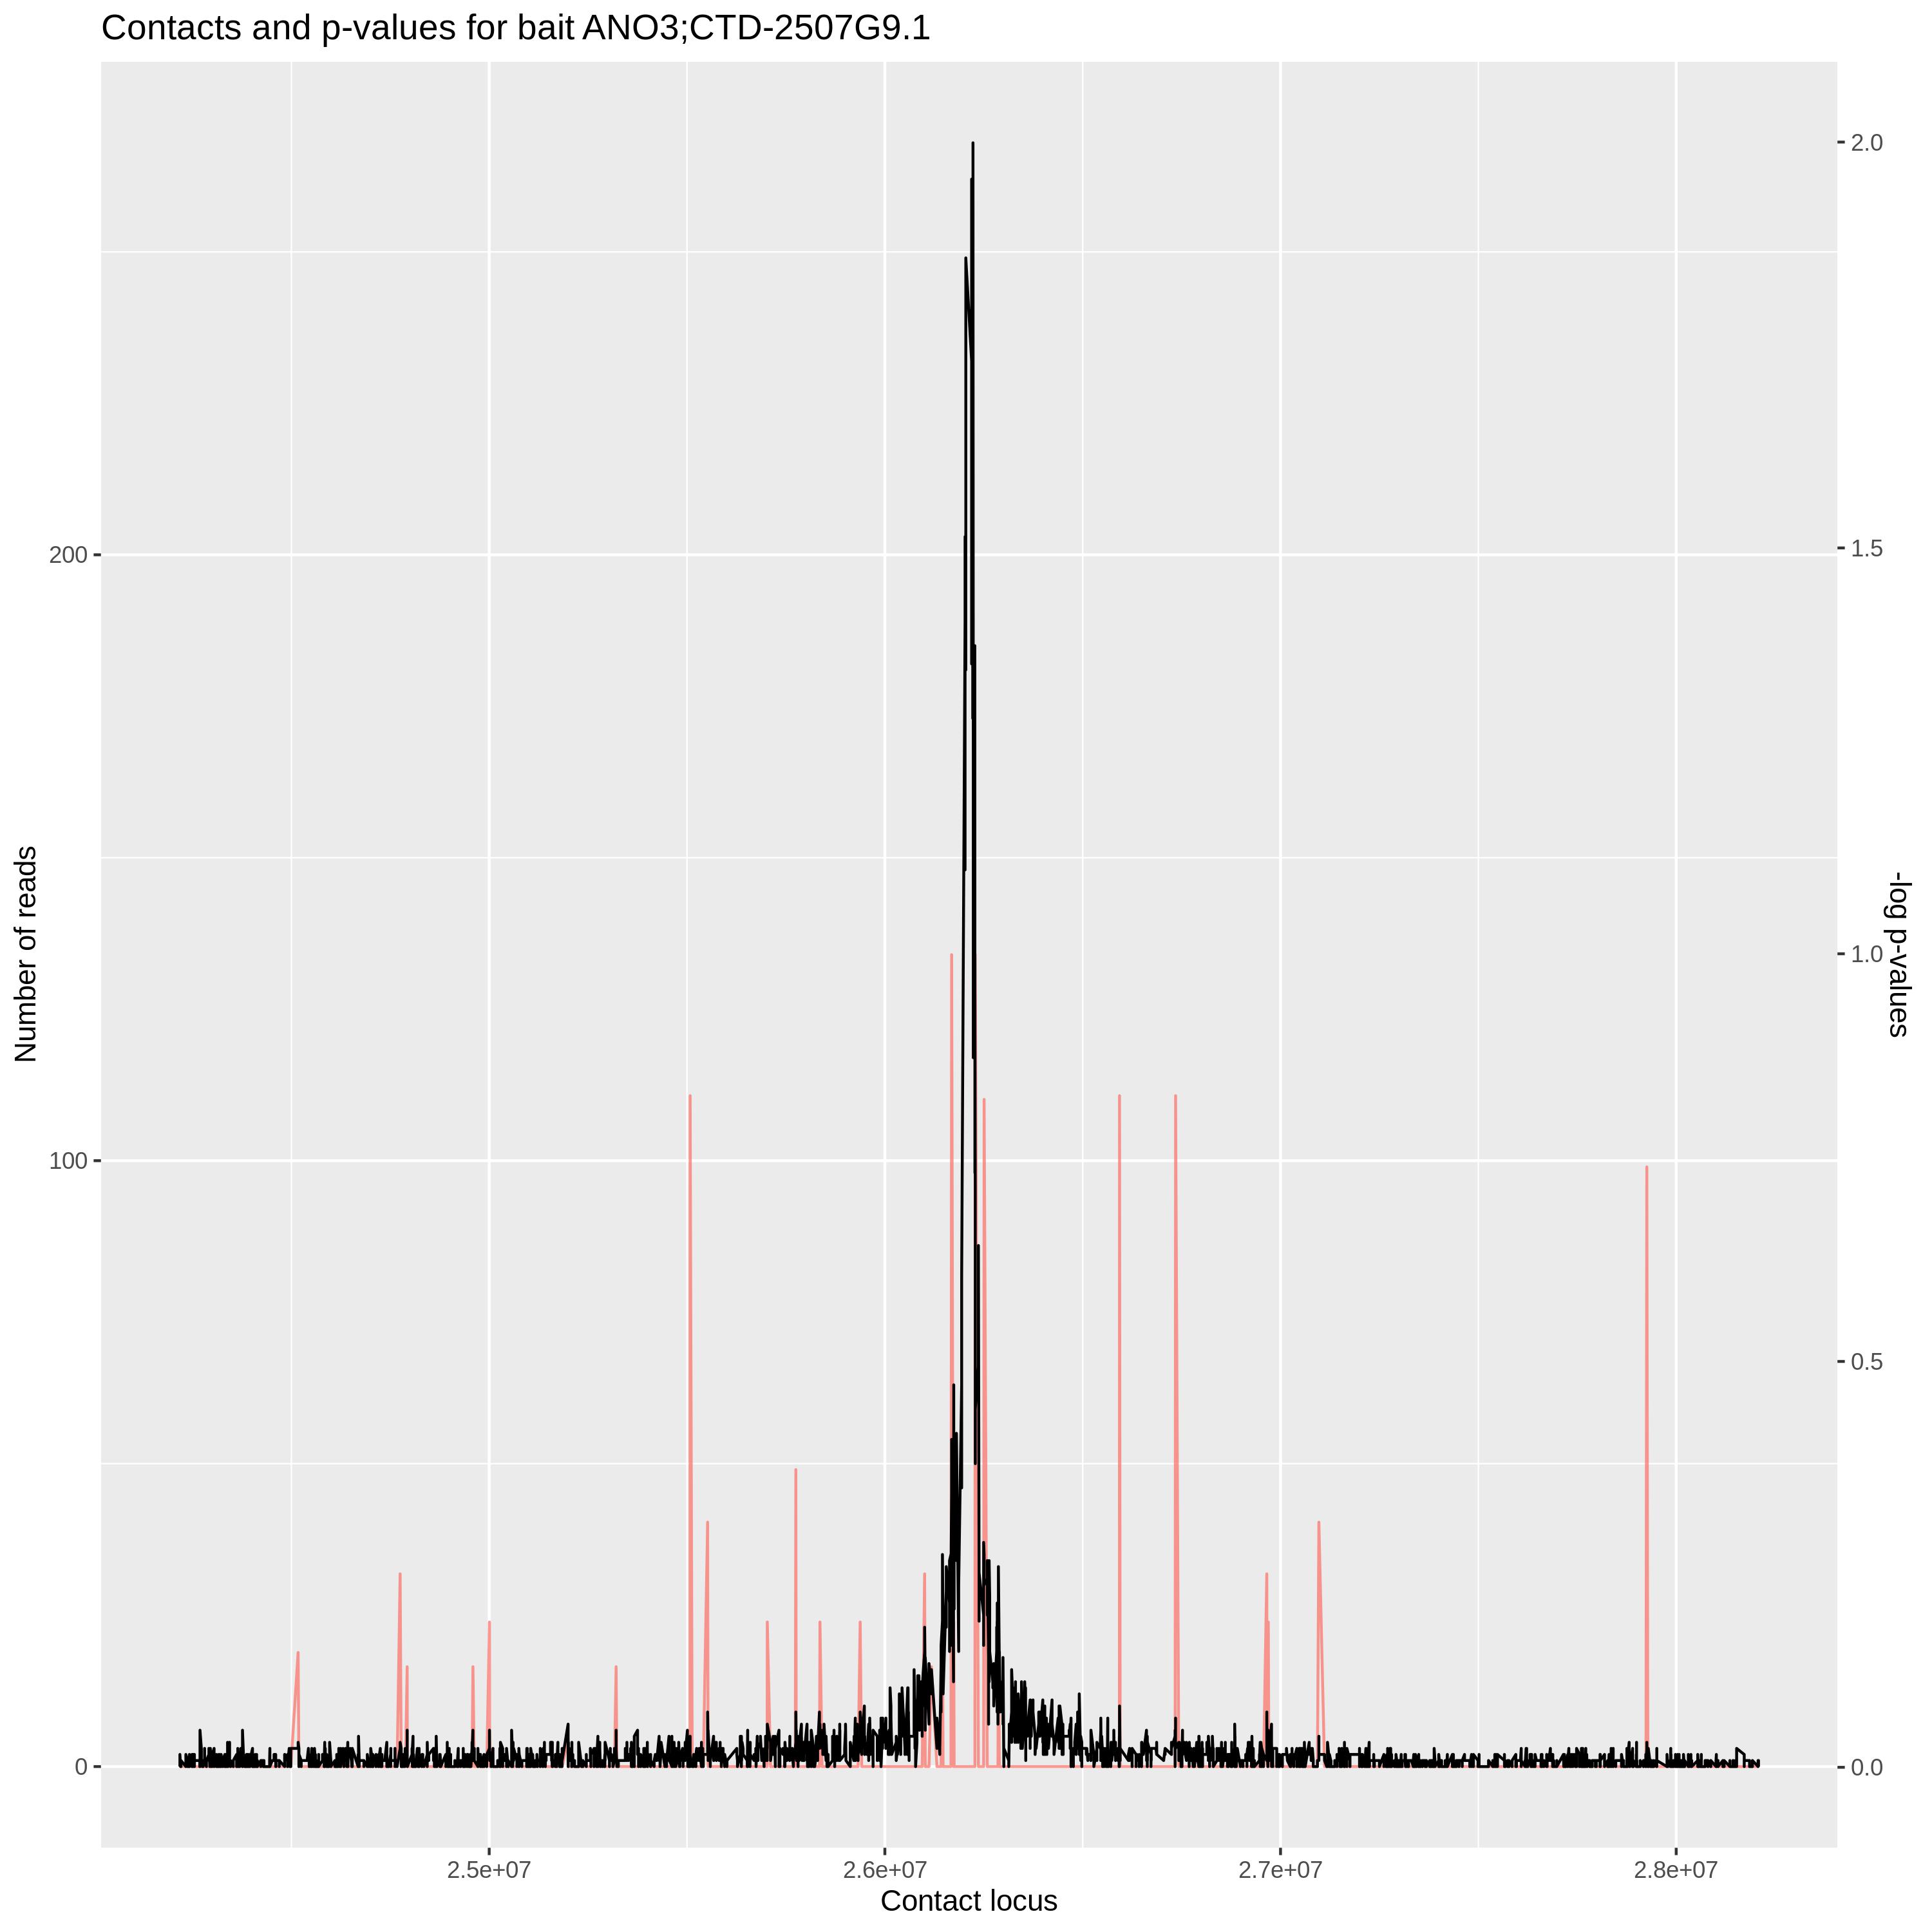 Contacts and p-values for bait ANO3;CTD-2507G9.1
2.0
200
1.5
Number of reads
-log p-values
1.0
100
0.5
0
0.0
2.5e+07
2.6e+07
2.7e+07
2.8e+07
Contact locus